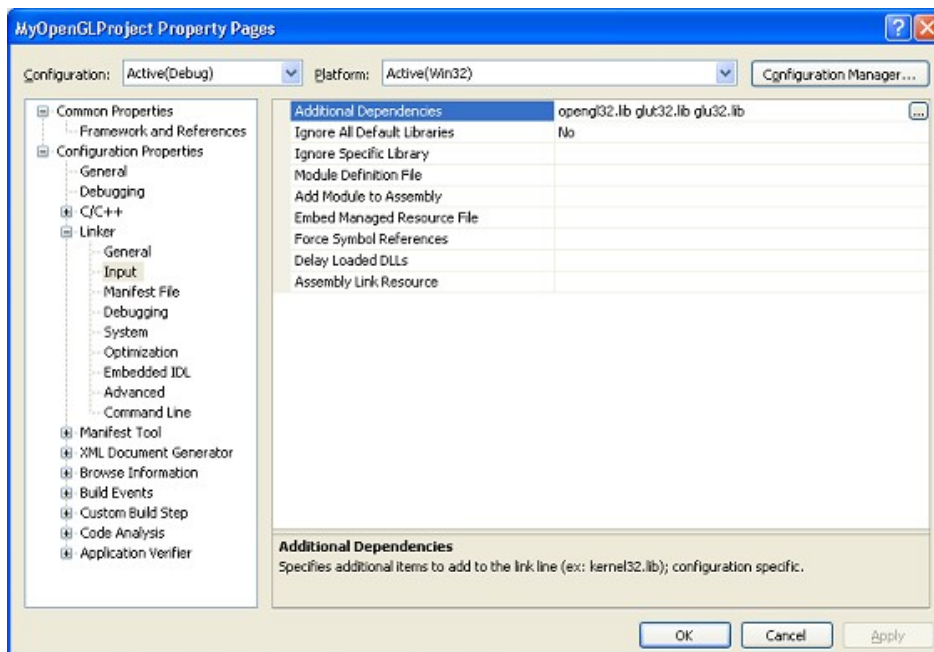 MyOpenGLProject Property Pages
Configuration: Active(Debug) Platform: Active(Win32) Configuration Manager...
Common Properties
Framework and References
Configuration Properties
General
Debugging
C/C++
Linker
General
Input
Manifest File
Debugging
System
Optimization
Embedded IDL
Advanced
Command Line
Manifest Tool
XML Document Generator
Browse Information
Build Events
Custom Build Step
Code Analysis
Application Verifier
Additional Dependencies opengl32.lib glut32.lib glu32.lib ...
Ignore All Default Libraries No
Ignore Specific Library
Module Definition File
Add Module to Assembly
Embed Managed Resource File
Force Symbol References
Delay Loaded DLLs
Assembly Link Resource
Additional Dependencies
Specifies additional items to add to the link line (ex: kernel32.lib); configuration specific.
OK Cancel Apply